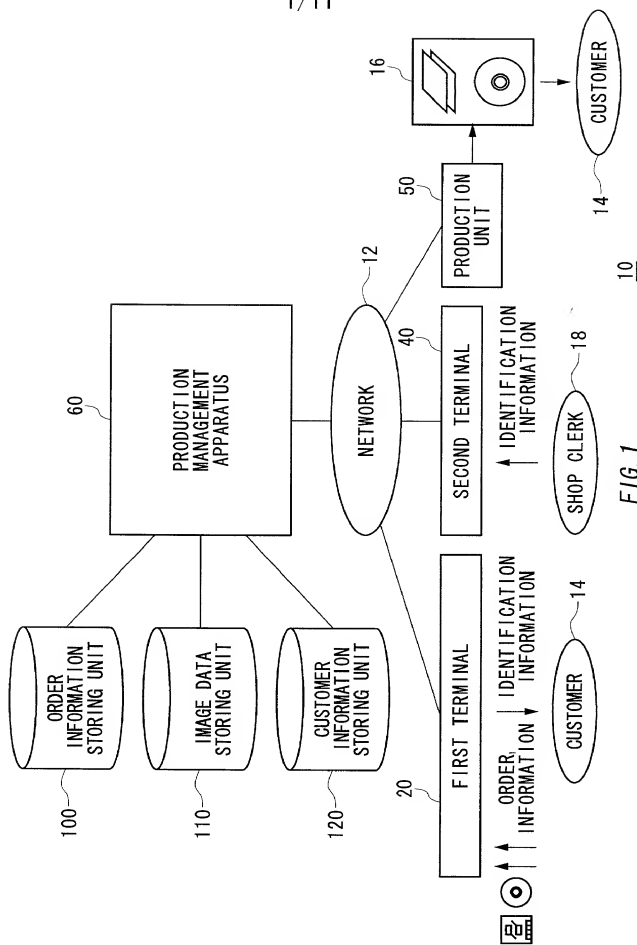 1/11
ORDER
INFORMATION
STORING UNIT
100
IMAGE DATA
STORING UNIT
110
CUSTOMER
INFORMATION
STORING UNIT
120
60
PRODUCTION
MANAGEMENT
APPARATUS
NETWORK
12
20
FIRST TERMINAL
40
SECOND TERMINAL
50
PRODUCTION
UNIT
16
ORDER
INFORMATION
IDENTIFICATION
INFORMATION
CUSTOMER
14
IDENTIFICATION
INFORMATION
SHOP CLERK
18
CUSTOMER
14
10
FIG. 1